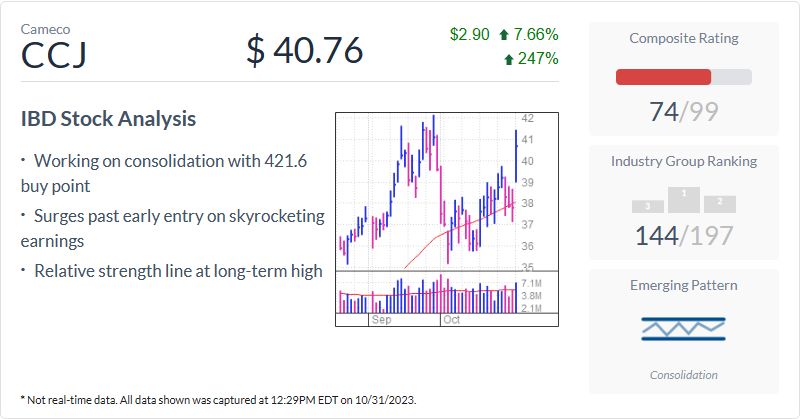 Cameco
CCJ
$ 40.76
$2.90 7.66%
247%
IBD Stock Analysis
• Working on consolidation with 421.6
buy point
• Surges past early entry on skyrocketing
earnings
• Relative strength line at long-term high
42
41
40
39
38
37
36
35
7.1M
3.8M
2.1M
Sep Oct
Composite Rating
74/99
Industry Group Ranking
3 1 2
144/197
Emerging Pattern
Consolidation
* Not real-time data. All data shown was captured at 12:29PM EDT on 10/31/2023.